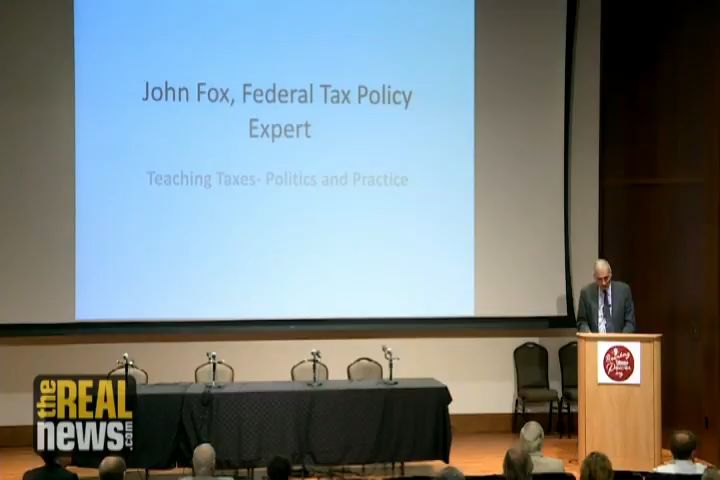 John Fox, Federal Tax Policy
Expert
Teaching Taxes- Politics and Practice
the
REAL
news.com